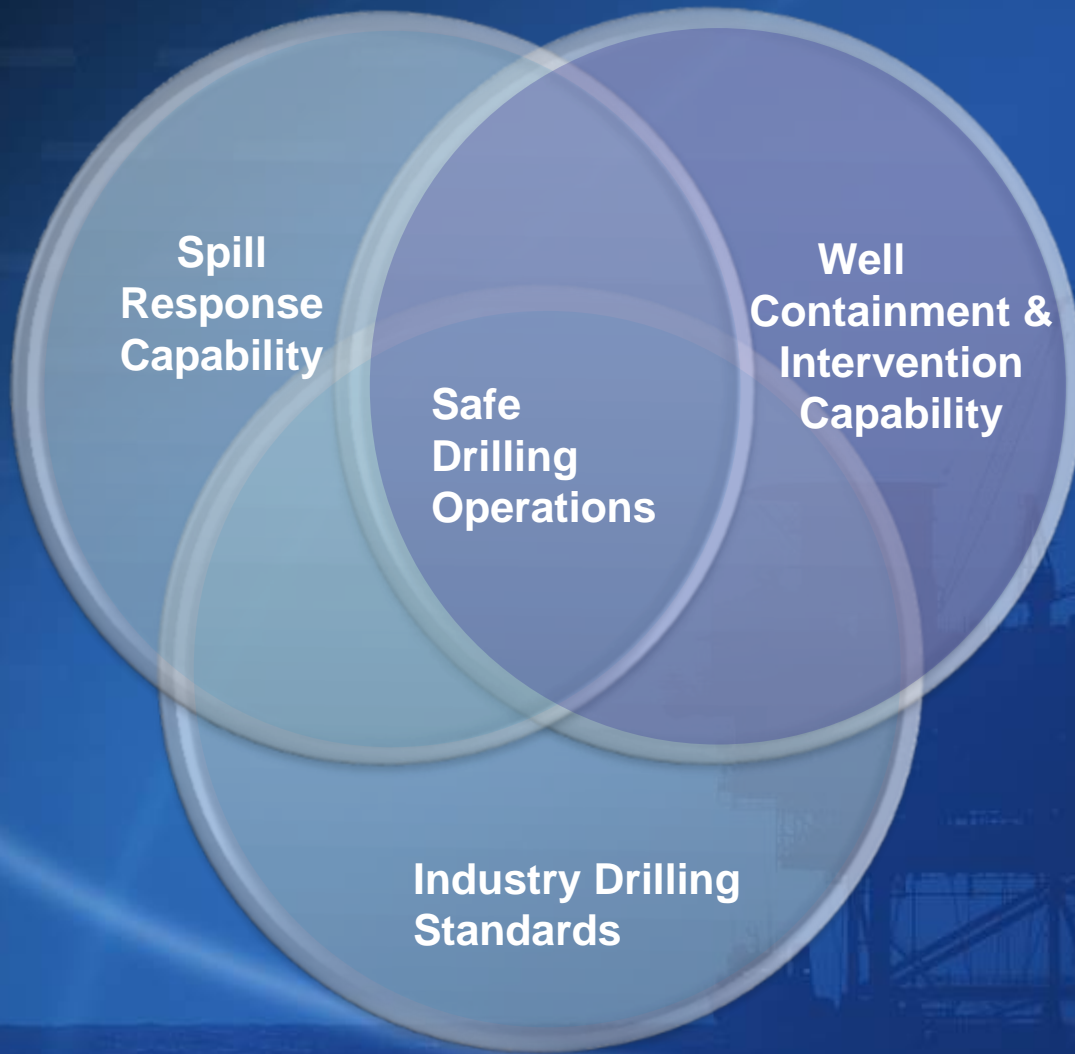 Spill
Response
Capability
Well
Containment &
Intervention
Capability
Safe
Drilling
Operations
Industry Drilling
Standards